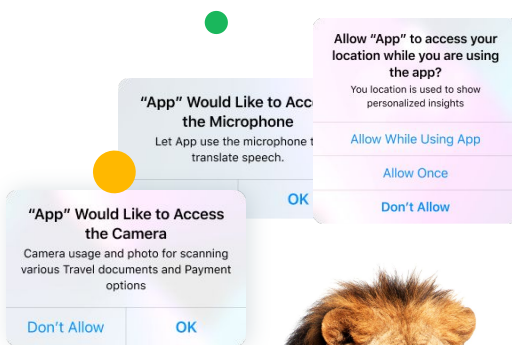 Allow “App” to access your
location while you are using
the app?
You location is used to show
personalized insights
Allow While Using App
Allow Once
Don’t Allow
“App” Would Like to
the Microphone
Let App use the microphone
translate speech.
OK
“App” Would Like to Access
the Camera
Camera usage and photo for scanning
various Travel documents and Payment
options
Don’t Allow
OK